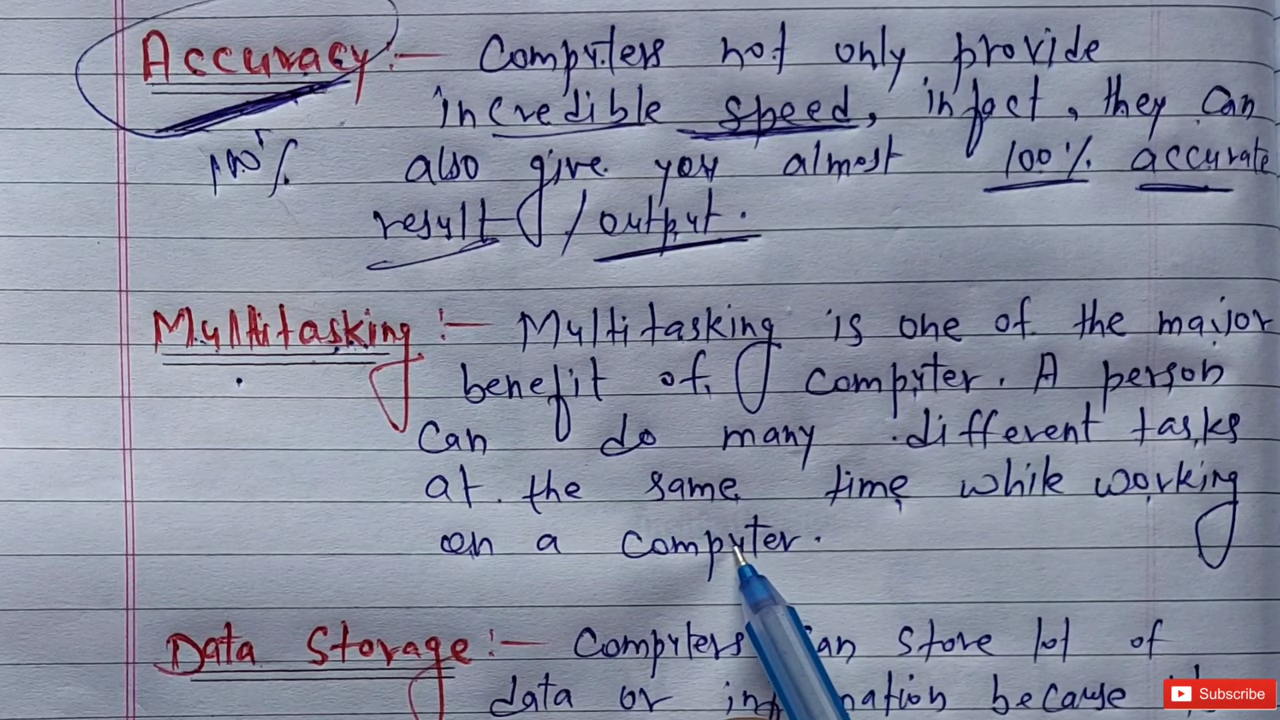 Accuracy :- Computers not only provide
incredible speed, infact, they can
100% also give you almost 100% accurate
result / output.
Multitasking :- Multitasking is one of the major
benefit of computer. A person
can do many different tasks
at the same time while working
on a computer.
Data Storage :- Computers can store lot of
data or information because
Subscribe